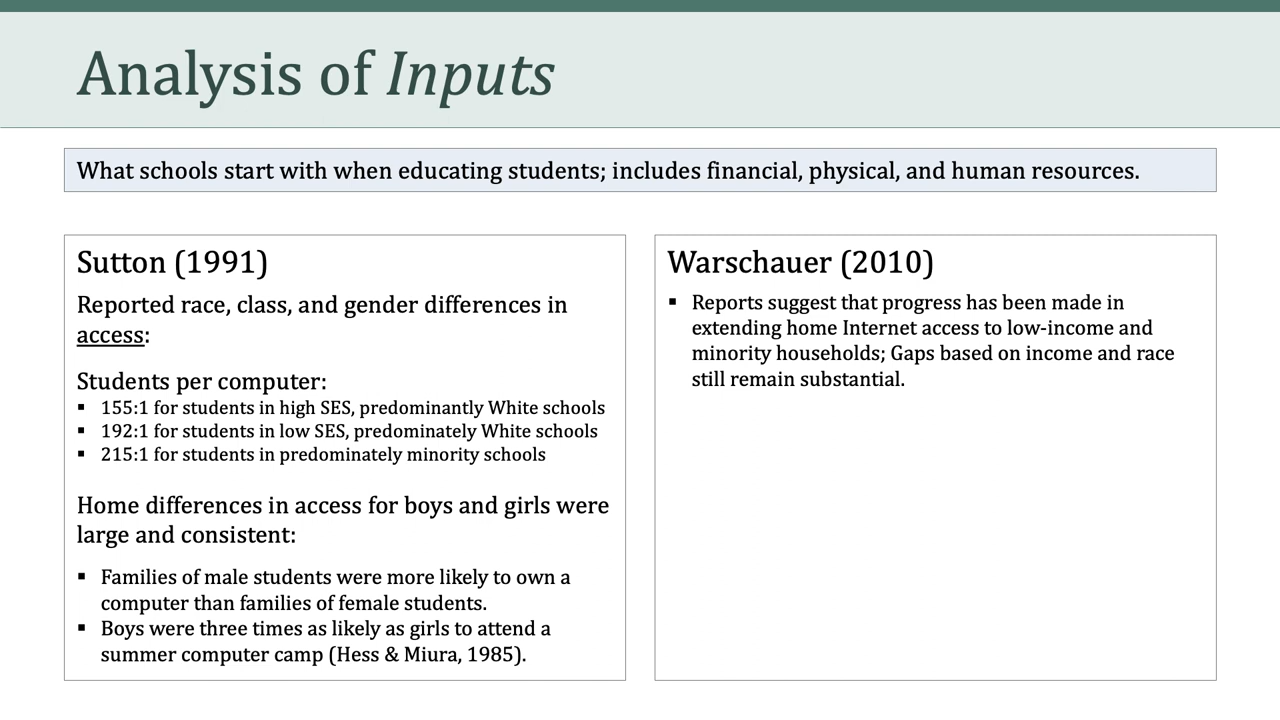 Analysis of Inputs
What schools start with when educating students; includes financial, physical, and human resources.
Sutton (1991)
Reported race, class, and gender differences in
access:
Students per computer:
▪ 155:1 for students in high SES, predominantly White schools
▪ 192:1 for students in low SES, predominately White schools
▪ 215:1 for students in predominately minority schools
Home differences in access for boys and girls were
large and consistent:
▪ Families of male students were more likely to own a
computer than families of female students.
▪ Boys were three times as likely as girls to attend a
summer computer camp (Hess & Miura, 1985).
Warschauer (2010)
▪ Reports suggest that progress has been made in
extending home Internet access to low-income and
minority households; Gaps based on income and race
still remain substantial.